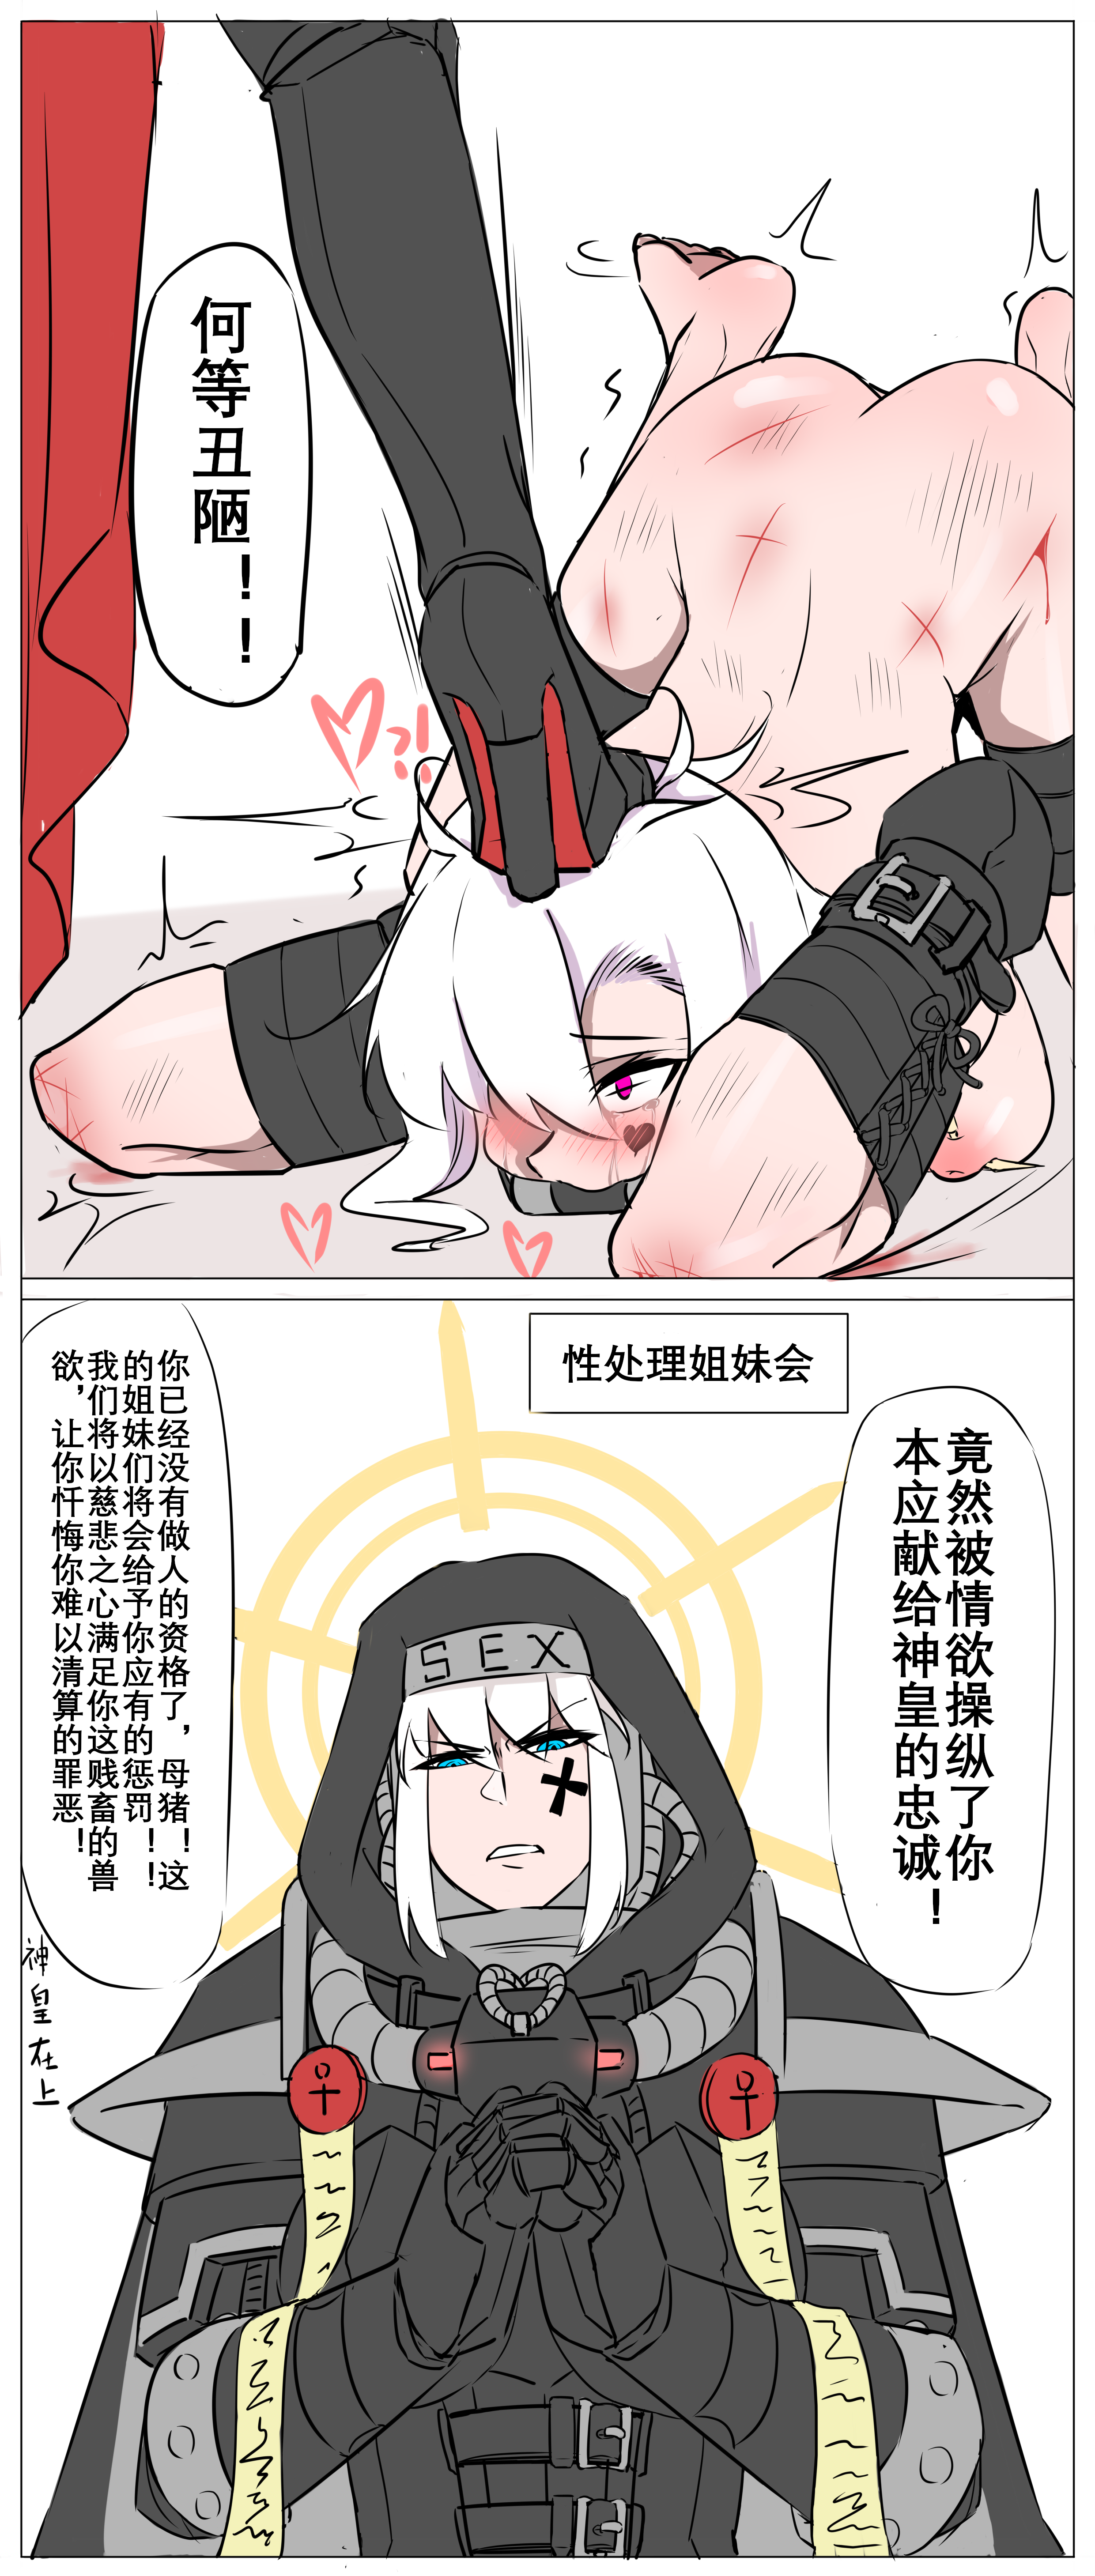 何等丑陋！！
?!
性处理姐妹会
竟然被情欲操纵了你
本应献给神皇的忠诚！
SEX
你已经没有做人的资格了，母猪！这
的姐妹们将会给予你应有的惩罚！！
我们将以慈悲之心满足你这贱畜的兽
欲，让你忏悔你难以清算的罪恶！
神皇在上